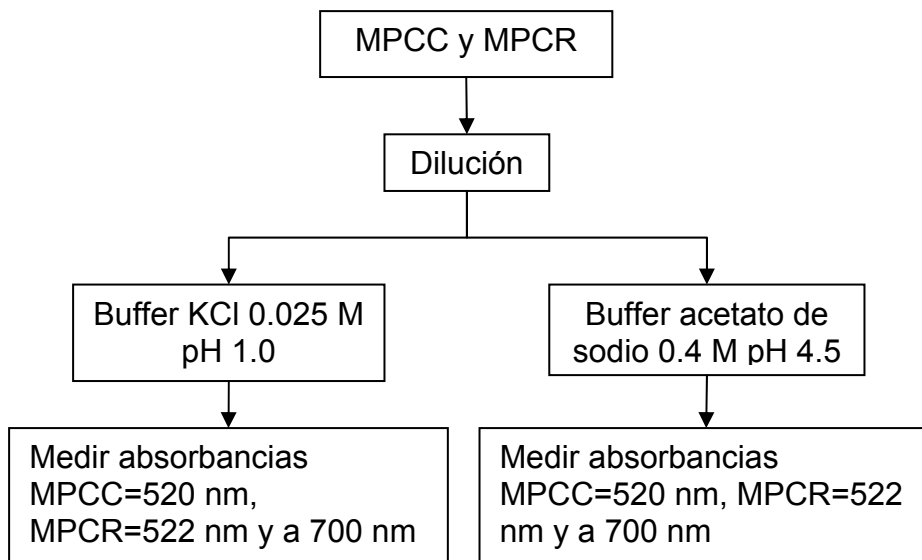 MPCC y MPCR
Dilución
Buffer KCl 0.025 M
pH 1.0
Buffer acetato de
sodio 0.4 M pH 4.5
Medir absorbancias
MPCC=520 nm,
MPCR=522 nm y a 700 nm
Medir absorbancias
MPCC=520 nm, MPCR=522
nm y a 700 nm